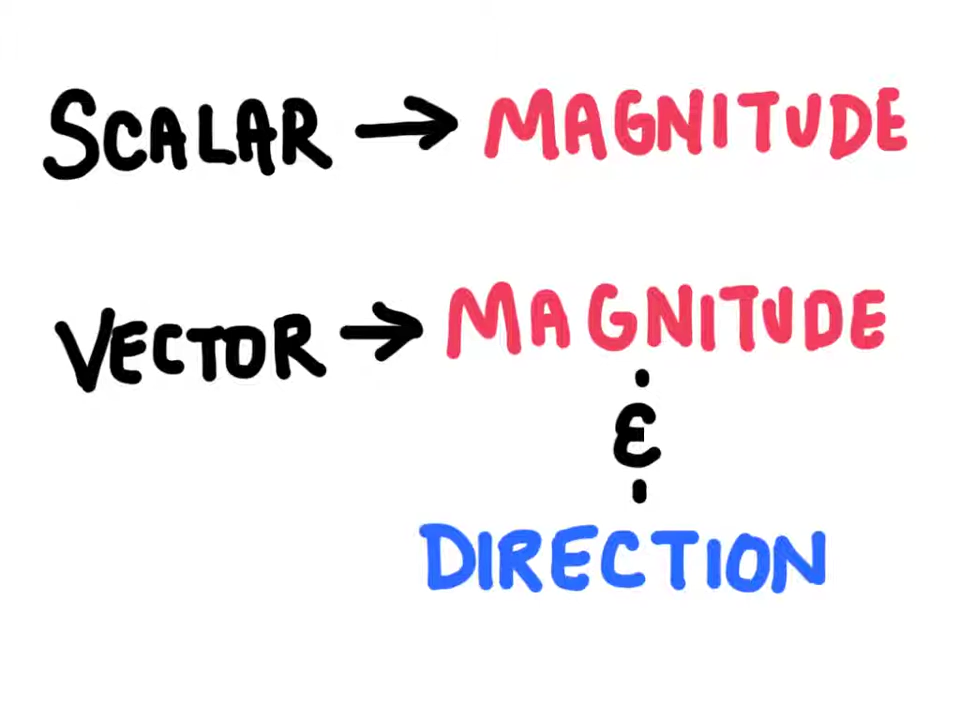 SCALAR → MAGNITUDE
VECTOR → MAGNITUDE
&
DIRECTION